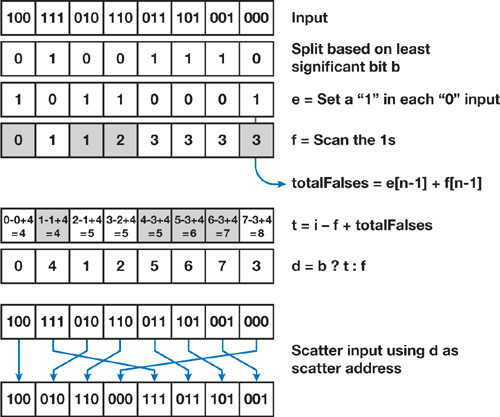 100 111 010 110 011 101 001 000 Input
0 1 0 0 1 1 1 0 Split based on least
significant bit b
1 0 1 1 0 0 0 1 e = Set a “1” in each “0” input
0 1 1 2 3 3 3 3 f = Scan the 1s
totalFalses = e[n-1] + f[n-1]
0-0+4 1-1+4 2-1+4 3-2+4 4-3+4 5-3+4 6-3+4 7-3+4 t = i – f + totalFalses
=4 =4 =5 =5 =5 =6 =7 =8
0 4 1 2 5 6 7 3 d = b ? t : f
100 111 010 110 011 101 001 000
Scatter input using d as
scatter address
100 010 110 000 111 011 101 001